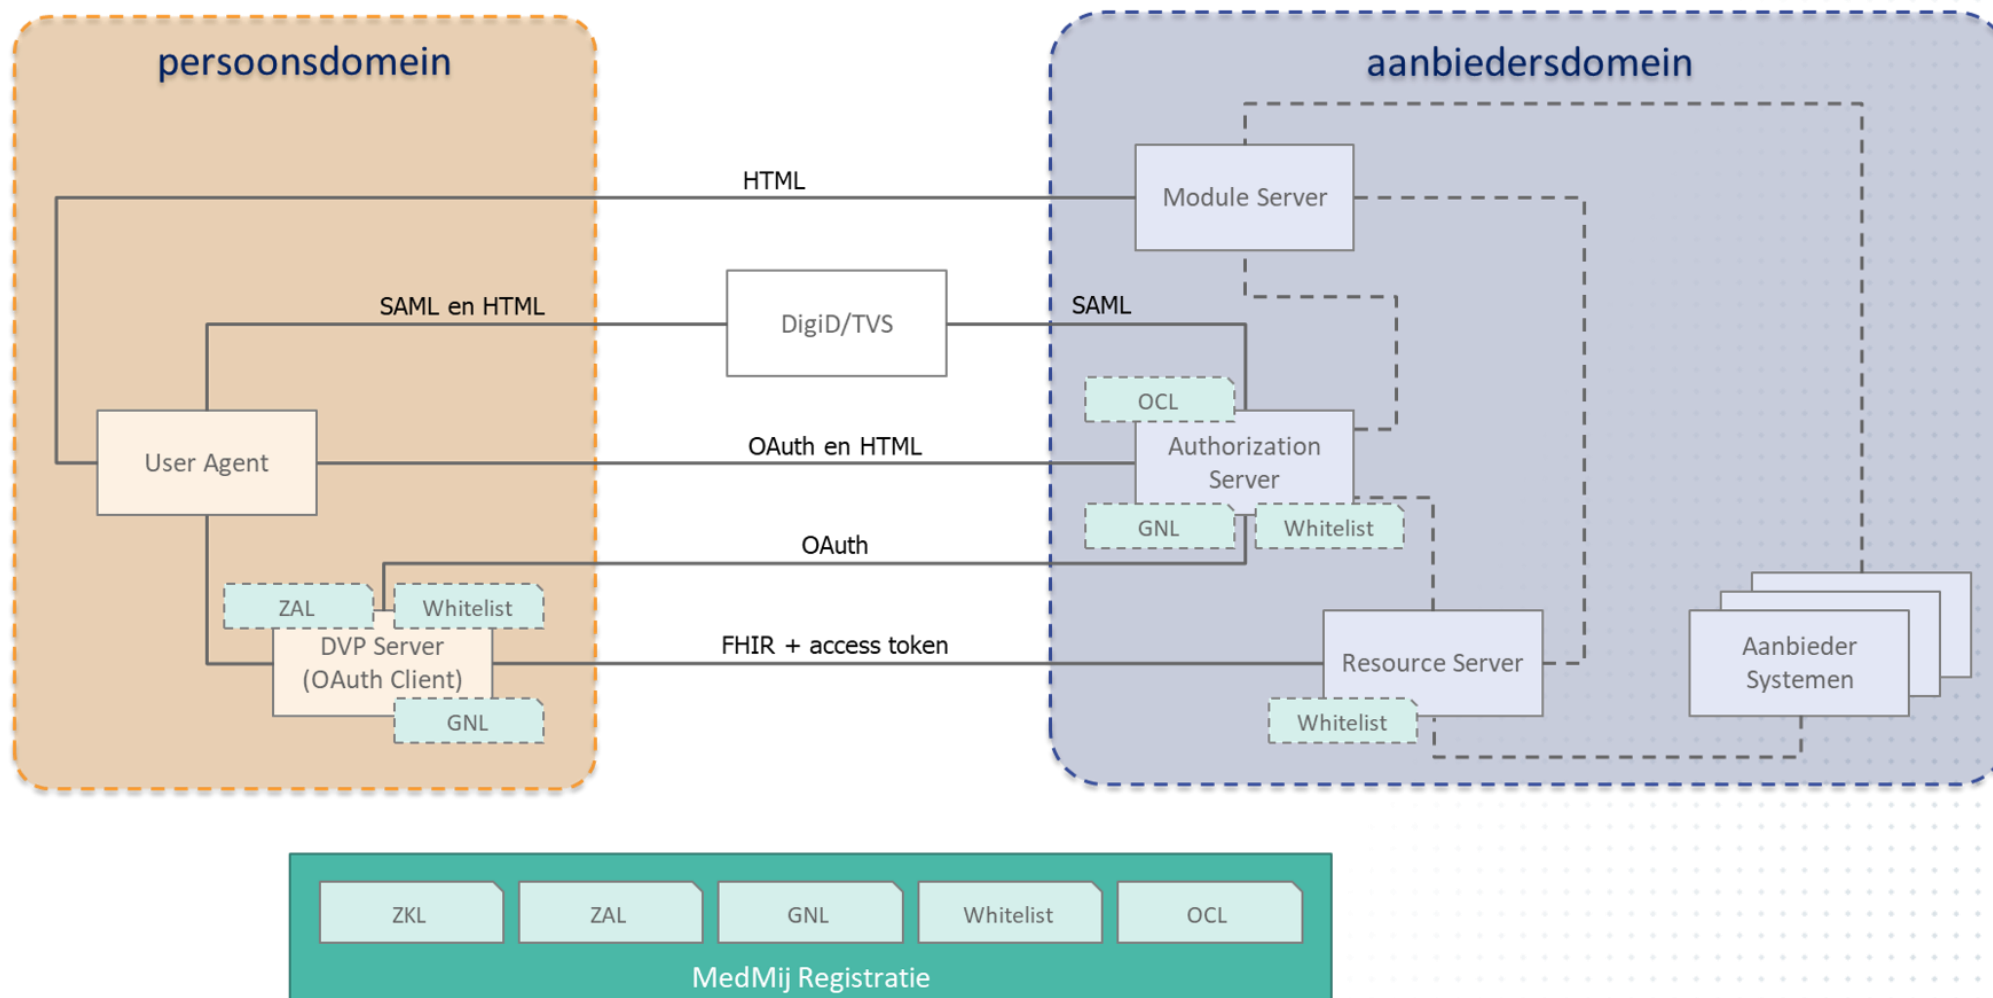 persoonsdomein
aanbiedersdomein
HTML
Module Server
SAML en HTML
DigiD/TVS
SAML
OCL
User Agent
OAuth en HTML
Authorization
Server
GNL
Whitelist
OAuth
ZAL
Whitelist
DVP Server
(OAuth Client)
GNL
FHIR + access token
Resource Server
Whitelist
Aanbieder
Systemen
ZKL
ZAL
GNL
Whitelist
OCL
MedMij Registratie